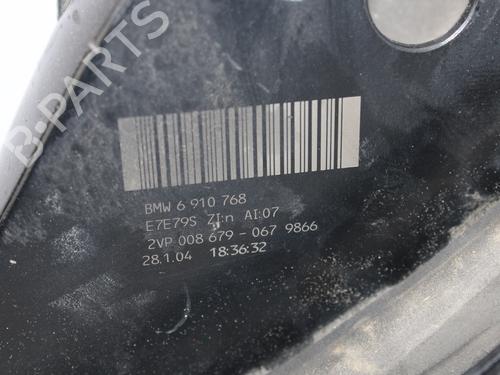 B-PARTS
BMW 6 910 768
E7E79S ZI:n AI:07
2VP 008 679 - 067 9866
28.1.04 18:36:32